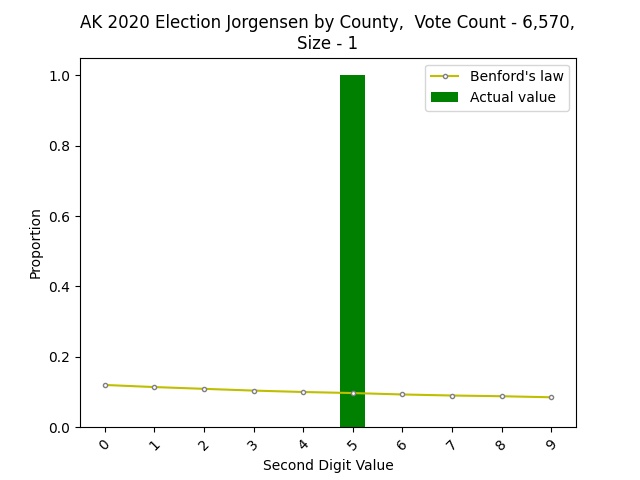 AK 2020 Election Jorgensen by County,  Vote Count - 6,570,
Size - 1
Benford's law
Actual value
1.0
0.8
0.6
0.4
0.2
0.0
Proportion
0
1
2
3
4
5
6
7
8
9
Second Digit Value